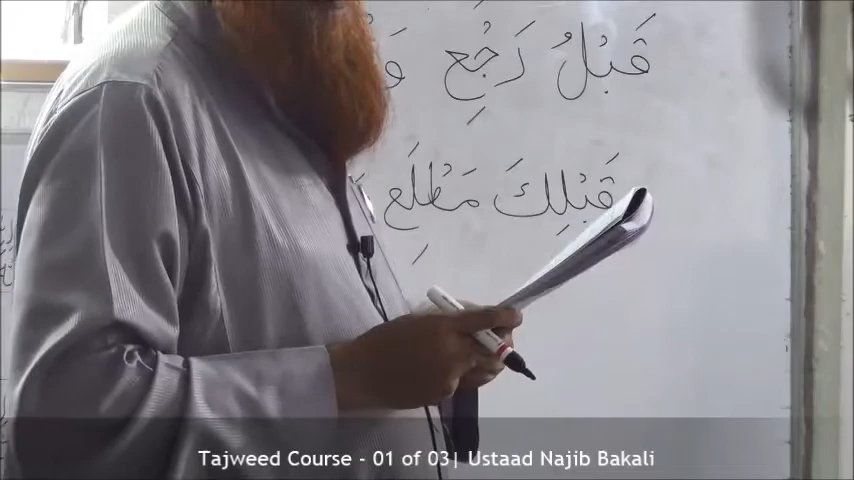 قَبْلُ رَجِعِ
قَبْلِكَ مَطْلَعِ
Tajweed Course - 01 of 03| Ustaad Najib Bakali